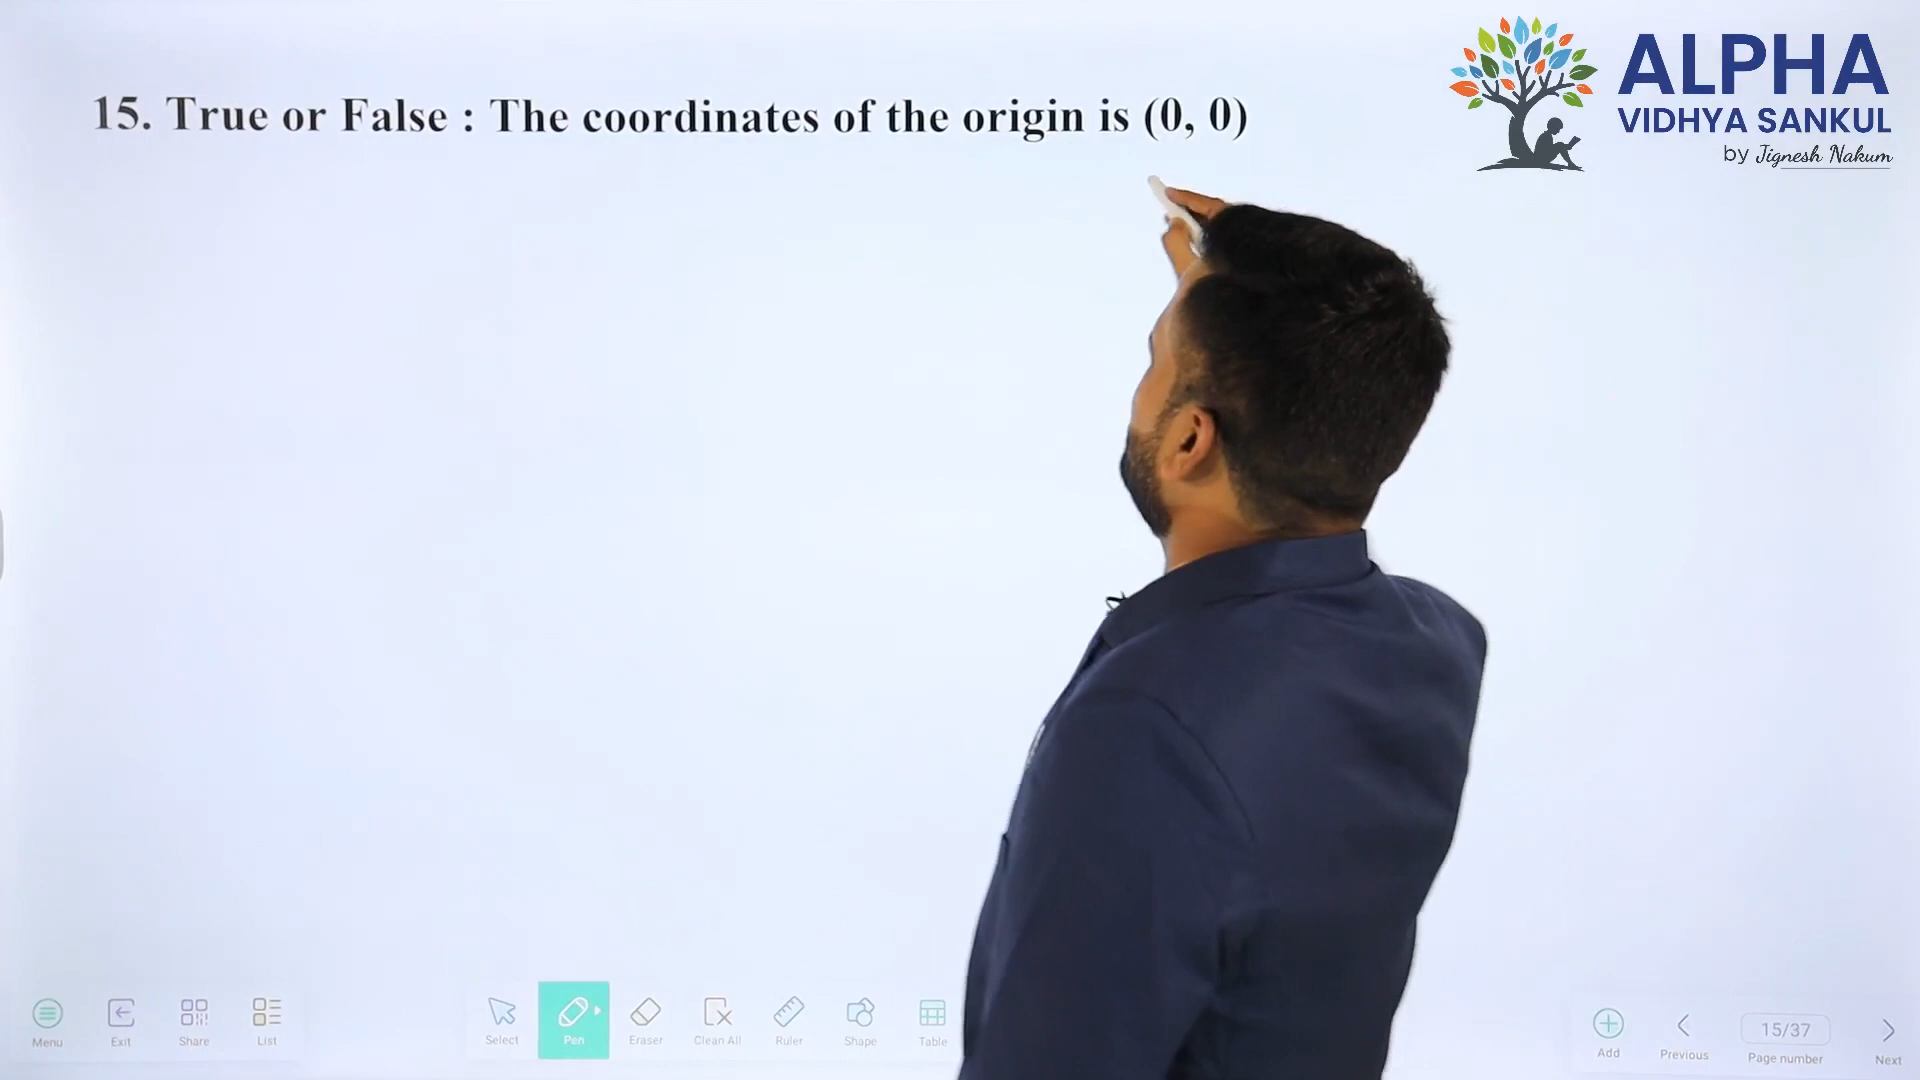 15. True or False : The coordinates of the origin is (0, 0)
ALPHA
VIDHYA SANKUL
by Jignesh Nakum
Menu
Exit
Share
List
Select
Pen
Eraser
Clean All
Ruler
Shape
Table
Add
Previous
15/37
Page number
Next